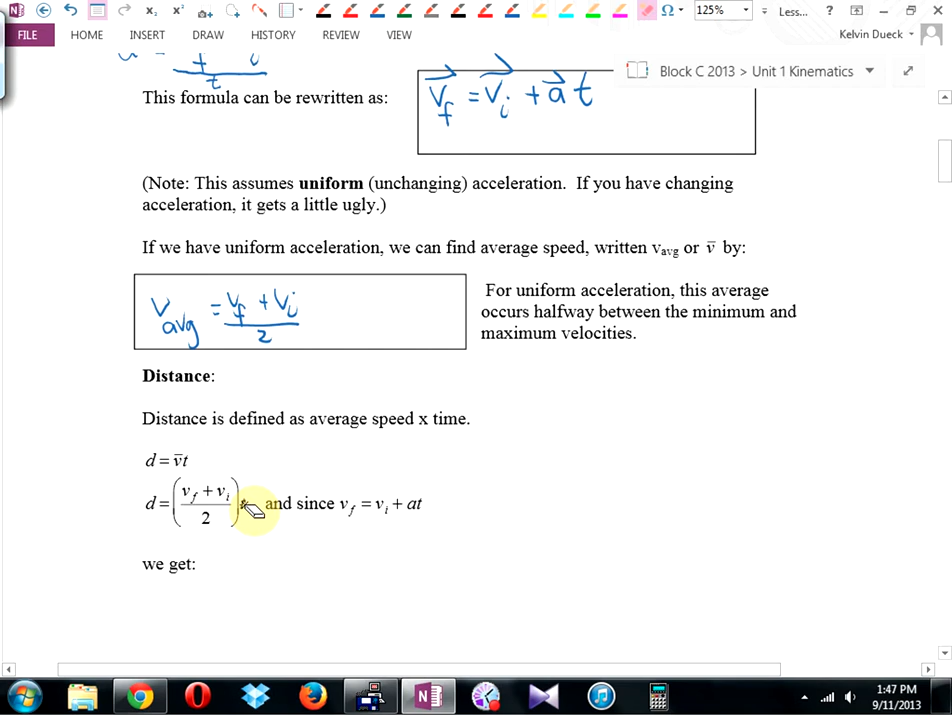 125%
Less...
?
FILE HOME INSERT DRAW HISTORY REVIEW VIEW
Kelvin Dueck
Block C 2013 > Unit 1 Kinematics
t
This formula can be rewritten as:
v⃗f = v⃗i + a⃗ t
(Note: This assumes uniform (unchanging) acceleration. If you have changing
acceleration, it gets a little ugly.)
If we have uniform acceleration, we can find average speed, written vavg or v̄ by:
vavg = (vf + vi) / 2
For uniform acceleration, this average
occurs halfway between the minimum and
maximum velocities.
Distance:
Distance is defined as average speed x time.
d = v̄t
d = ((vf + vi) / 2) and since vf = vi + at
we get:
1:47 PM
9/11/2013